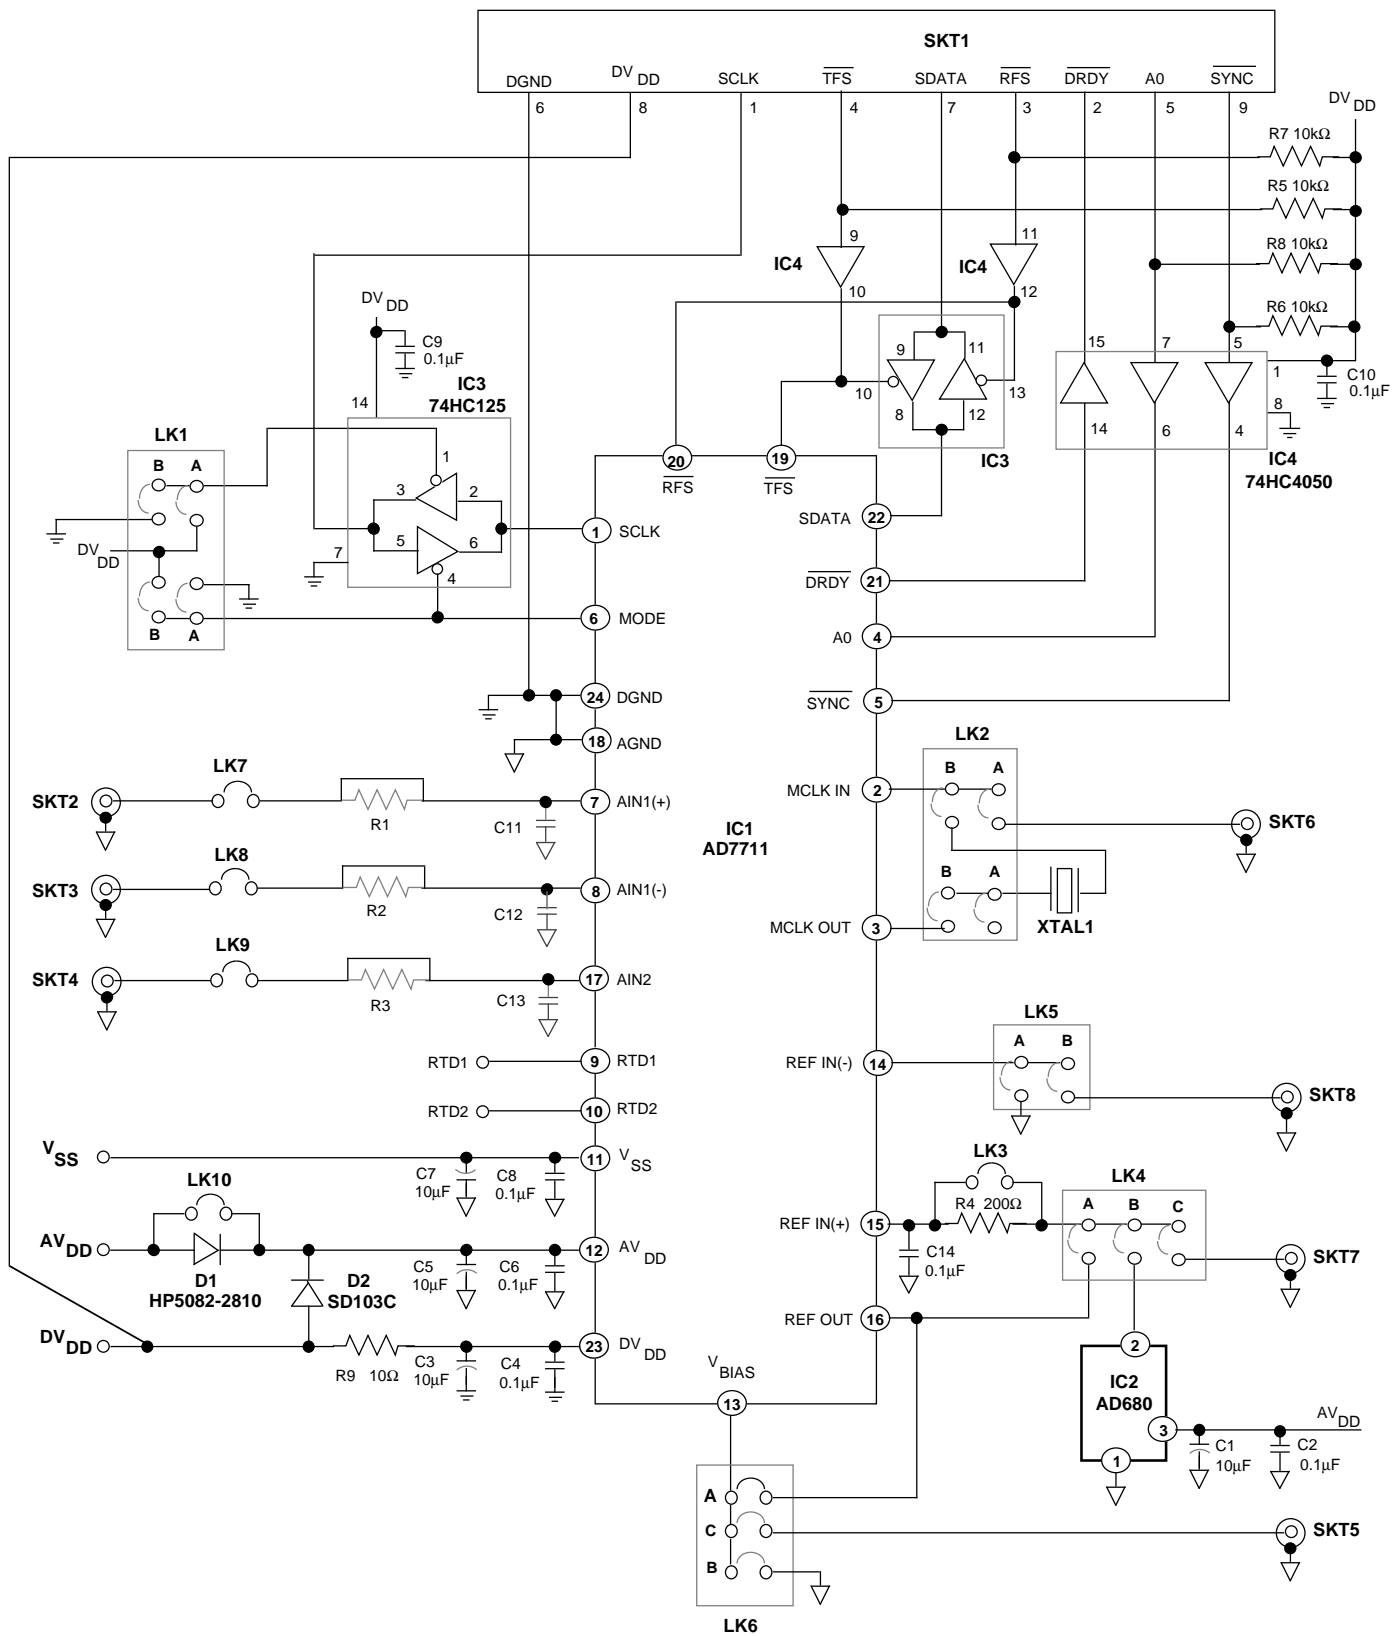 SKT1
DGND DV DD SCLK TFS SDATA RFS DRDY A0 SYNC
6 8 1 4 7 3 2 5 9
DV DD
R7 10kΩ
R5 10kΩ
R8 10kΩ
R6 10kΩ
IC4 9 10
IC4 11 12
DV DD
C9
0.1µF
IC3
74HC125
14
1
3 2
5 6
7
4
9 11
10 13
8 12
IC3
15 7 5
14 6 4
1
8
C10
0.1µF
IC4
74HC4050
LK1
B A
DV DD
B A
20 19
RFS TFS
1 SCLK
6 MODE
24 DGND
18 AGND
SDATA 22
DRDY 21
A0 4
SYNC 5
IC1
AD7711
SKT2 LK7 R1 C11 7 AIN1(+)
SKT3 LK8 R2 C12 8 AIN1(-)
SKT4 LK9 R3 C13 17 AIN2
LK2
MCLK IN 2 B A
SKT6
B A
MCLK OUT 3
XTAL1
RTD1 9 RTD1
RTD2 10 RTD2
LK5
A B
REF IN(-) 14
SKT8
V SS
C7
10µF
C8
0.1µF
11 V SS
LK10
AV DD
D1
HP5082-2810
D2
SD103C
C5
10µF
C6
0.1µF
12 AV DD
DV DD
R9 10Ω
C3
10µF
C4
0.1µF
23 DV DD
LK3
R4 200Ω
REF IN(+) 15
C14
0.1µF
LK4
A B C
SKT7
REF OUT 16
V BIAS
13
2
IC2
AD680
3
1
AV DD
C1
10µF
C2
0.1µF
A
C
B
SKT5
LK6